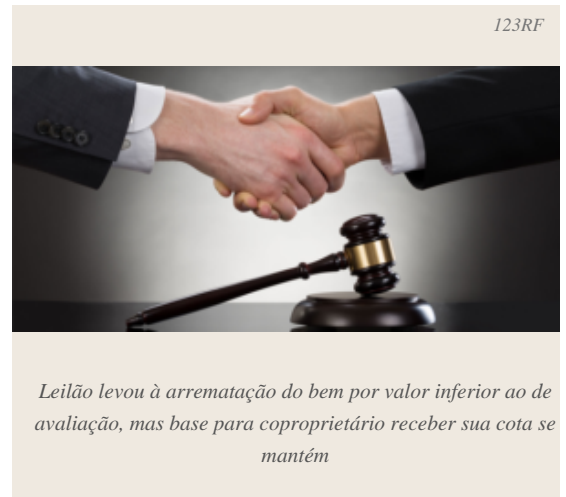 123RF
Leilão levou à arrematação do bem por valor inferior ao de
avaliação, mas base para coproprietário receber sua cota se
mantém